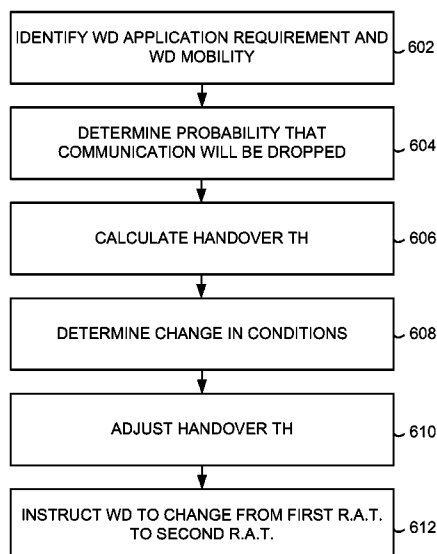 IDENTIFY WD APPLICATION REQUIREMENT AND
WD MOBILITY
602
DETERMINE PROBABILITY THAT
COMMUNICATION WILL BE DROPPED
604
CALCULATE HANDOVER TH
606
DETERMINE CHANGE IN CONDITIONS
608
ADJUST HANDOVER TH
610
INSTRUCT WD TO CHANGE FROM FIRST R.A.T.
TO SECOND R.A.T.
612